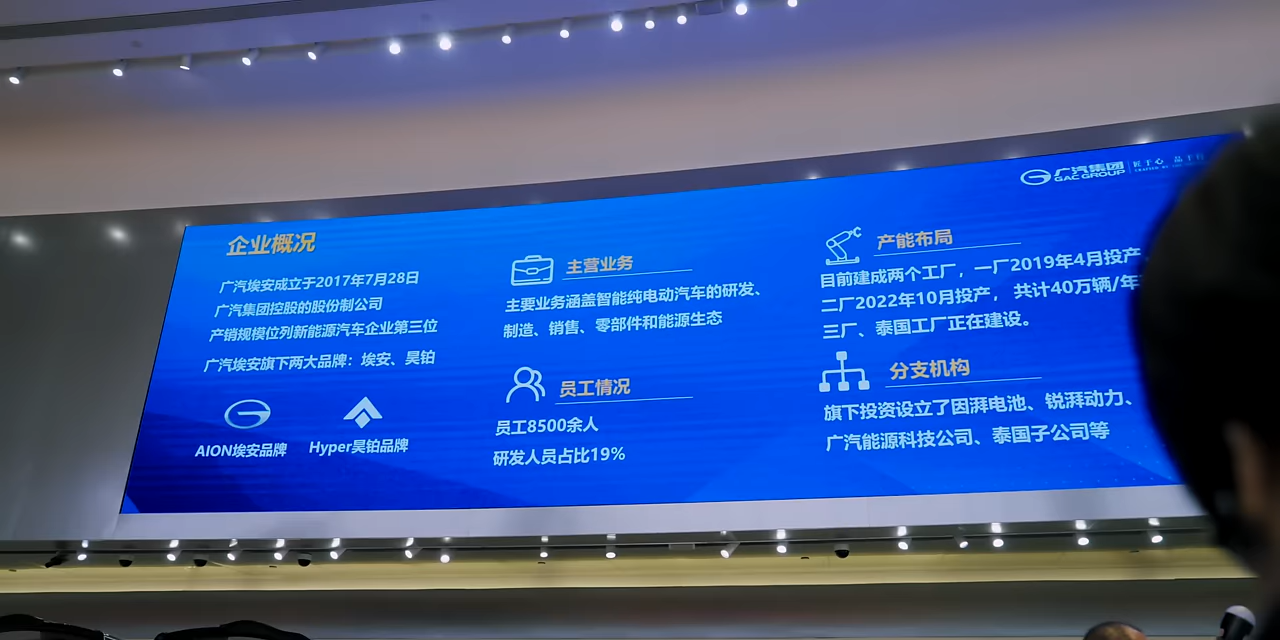 广汽集团
GAC GROUP
匠于心
企业概况
广汽埃安成立于2017年7月28日
广汽集团控股的股份制公司
产销规模位列新能源汽车企业第三位
广汽埃安旗下两大品牌：埃安、昊铂
AION埃安品牌
Hyper昊铂品牌
主营业务
主要业务涵盖智能纯电动汽车的研发、
制造、销售、零部件和能源生态
员工情况
员工8500余人
研发人员占比19%
产能布局
目前建成两个工厂，一厂2019年4月投产
二厂2022年10月投产， 共计40万辆/年
三厂、泰国工厂正在建设。
分支机构
旗下投资设立了因湃电池、锐湃动力、
广汽能源科技公司、泰国子公司等